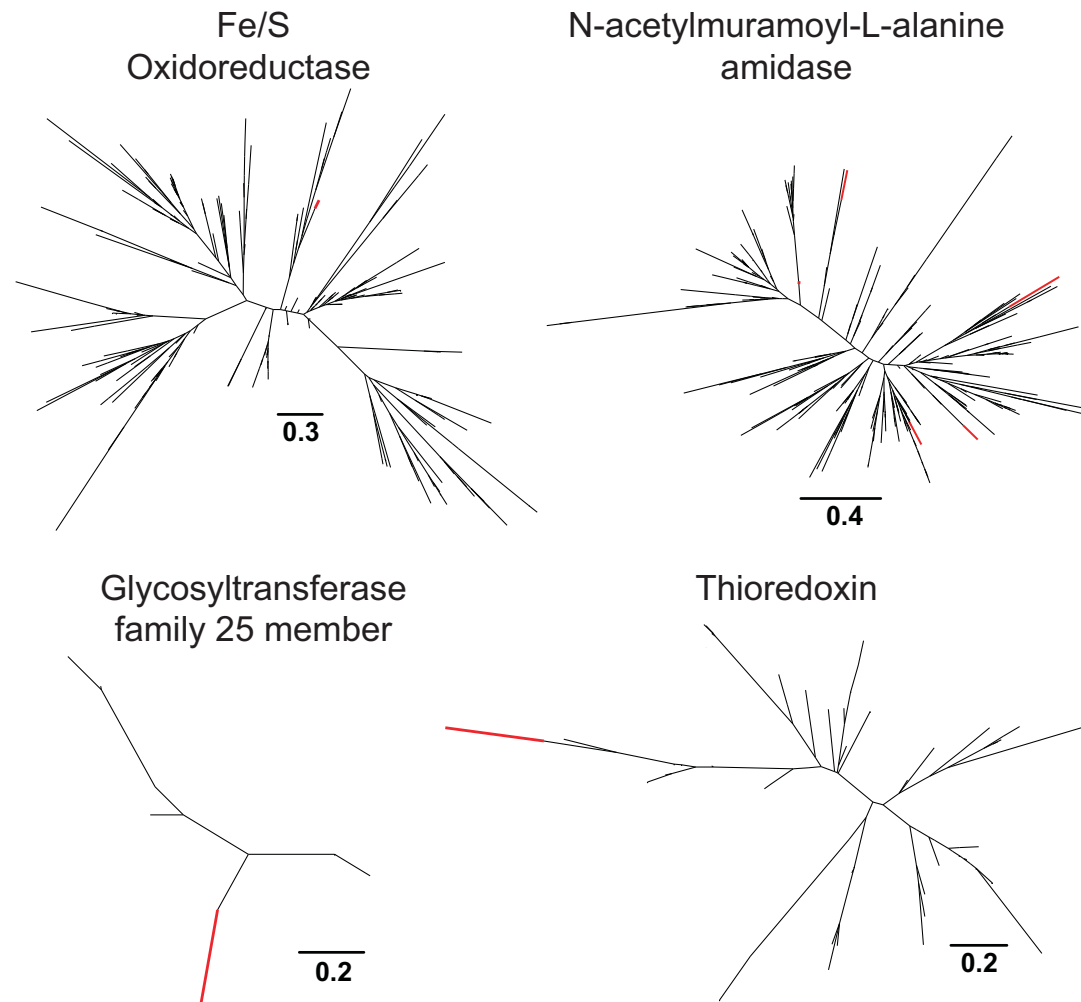 Fe/S
Oxidoreductase
N-acetylmuramoyl-L-alanine
amidase
0.3
0.4
Glycosyltransferase
family 25 member
Thioredoxin
0.2
0.2